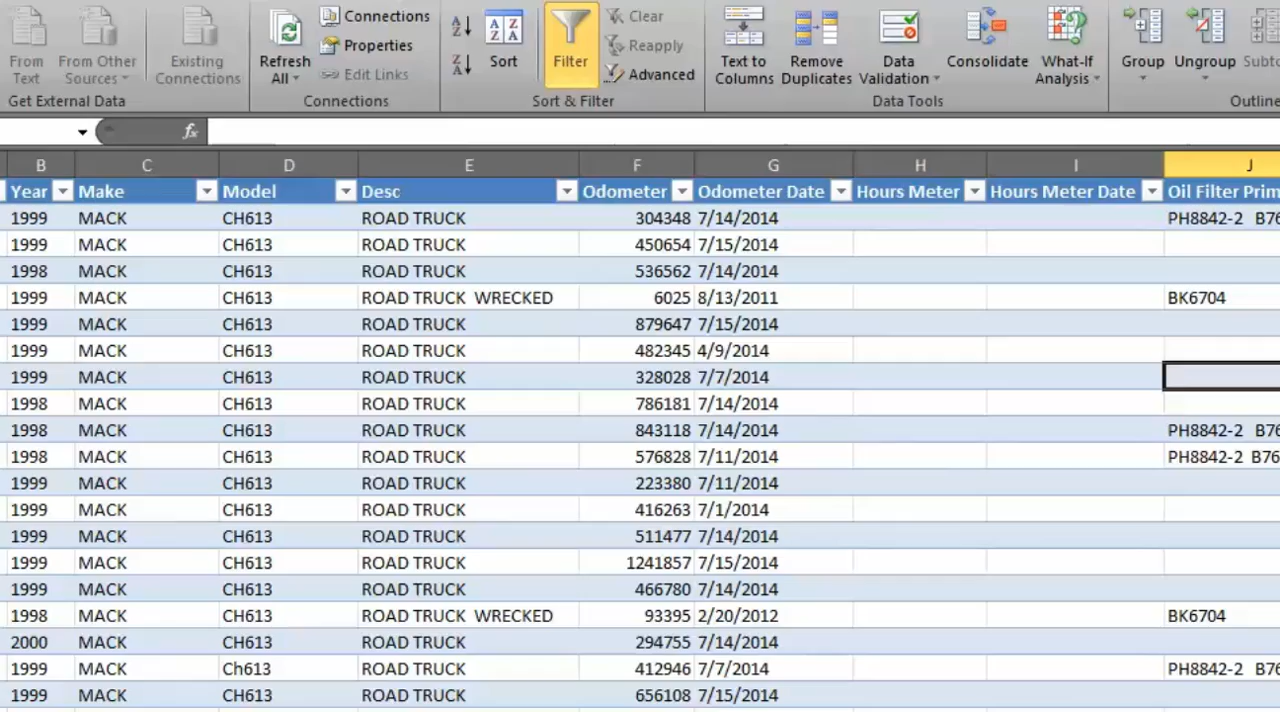 From Text
From Other Sources
Existing Connections
Get External Data
Refresh All
Connections
Properties
Edit Links
Connections
A Z
Z A
A Z Z A
Sort
Filter
Clear
Reapply
Advanced
Sort & Filter
Text to Columns
Remove Duplicates
Data Validation
Consolidate
What-If Analysis
Data Tools
Group
Ungroup
Subto
Outline
fx
B C D E F G H I J
Year Make Model Desc Odometer Odometer Date Hours Meter Hours Meter Date Oil Filter Prim
1999 MACK CH613 ROAD TRUCK 304348 7/14/2014 PH8842-2 B76
1999 MACK CH613 ROAD TRUCK 450654 7/15/2014
1998 MACK CH613 ROAD TRUCK 536562 7/14/2014
1999 MACK CH613 ROAD TRUCK WRECKED 6025 8/13/2011 BK6704
1999 MACK CH613 ROAD TRUCK 879647 7/15/2014
1999 MACK CH613 ROAD TRUCK 482345 4/9/2014
1999 MACK CH613 ROAD TRUCK 328028 7/7/2014
1998 MACK CH613 ROAD TRUCK 786181 7/14/2014
1998 MACK CH613 ROAD TRUCK 843118 7/14/2014 PH8842-2 B76
1998 MACK CH613 ROAD TRUCK 576828 7/11/2014 PH8842-2 B76
1999 MACK CH613 ROAD TRUCK 223380 7/11/2014
1999 MACK CH613 ROAD TRUCK 416263 7/1/2014
1999 MACK CH613 ROAD TRUCK 511477 7/14/2014
1999 MACK CH613 ROAD TRUCK 1241857 7/15/2014
1999 MACK CH613 ROAD TRUCK 466780 7/14/2014
1998 MACK CH613 ROAD TRUCK WRECKED 93395 2/20/2012 BK6704
2000 MACK CH613 ROAD TRUCK 294755 7/14/2014
1999 MACK Ch613 ROAD TRUCK 412946 7/7/2014 PH8842-2 B76
1999 MACK CH613 ROAD TRUCK 656108 7/15/2014